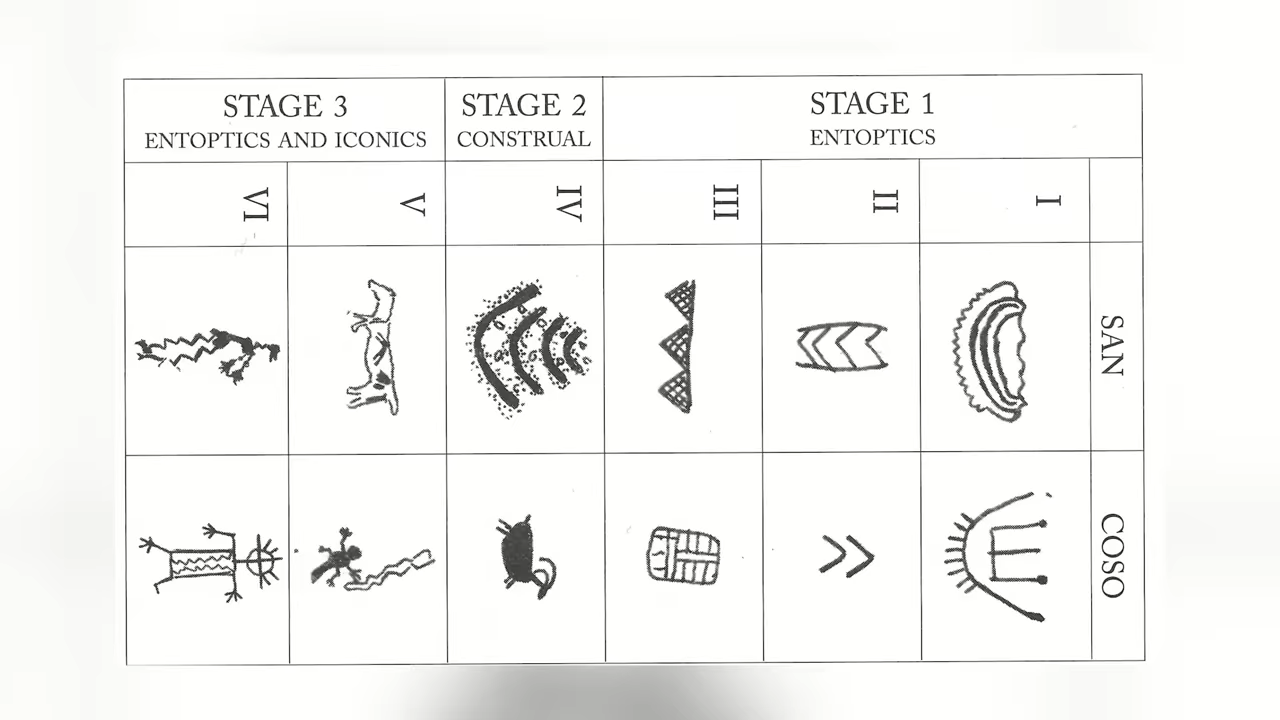 STAGE 3
ENTOPTICS AND ICONICS
STAGE 2
CONSTRUAL
STAGE 1
ENTOPTICS
VI
V
IV
III
II
I
SAN
COSO